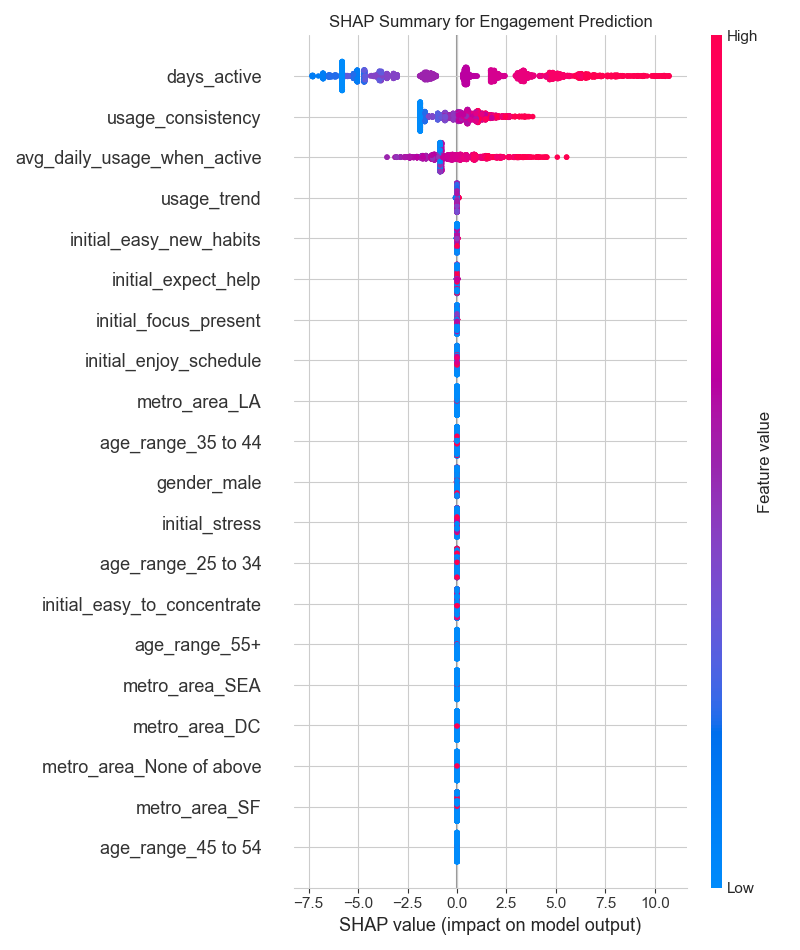 SHAP Summary for Engagement Prediction
High
days_active
usage_consistency
avg_daily_usage_when_active
usage_trend
initial_easy_new_habits
initial_expect_help
initial_focus_present
initial_enjoy_schedule
metro_area_LA
age_range_35 to 44
gender_male
initial_stress
age_range_25 to 34
initial_easy_to_concentrate
age_range_55+
metro_area_SEA
metro_area_DC
metro_area_None of above
metro_area_SF
age_range_45 to 54
Feature value
Low
−7.5 −5.0 −2.5 0.0 2.5 5.0 7.5 10.0
SHAP value (impact on model output)